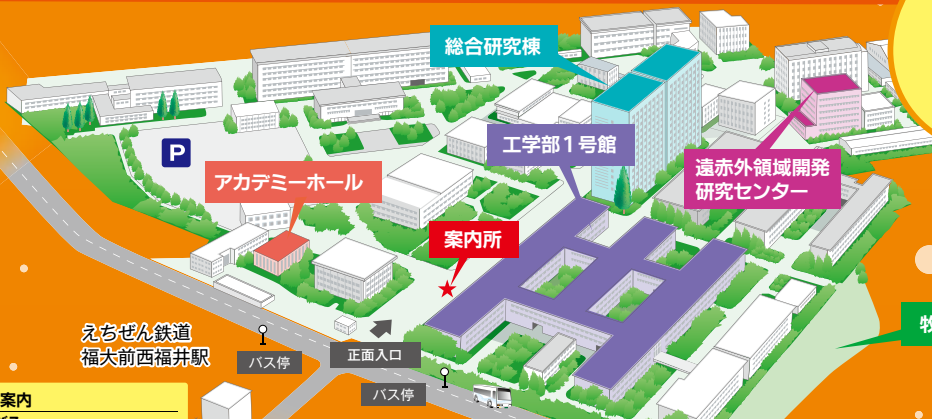 総合研究棟
工学部1号館
遠赤外領域開発
研究センター
P
アカデミーホール
案内所
えちぜん鉄道
福大前西福井駅
バス停
正面入口
バス停
牧
案内